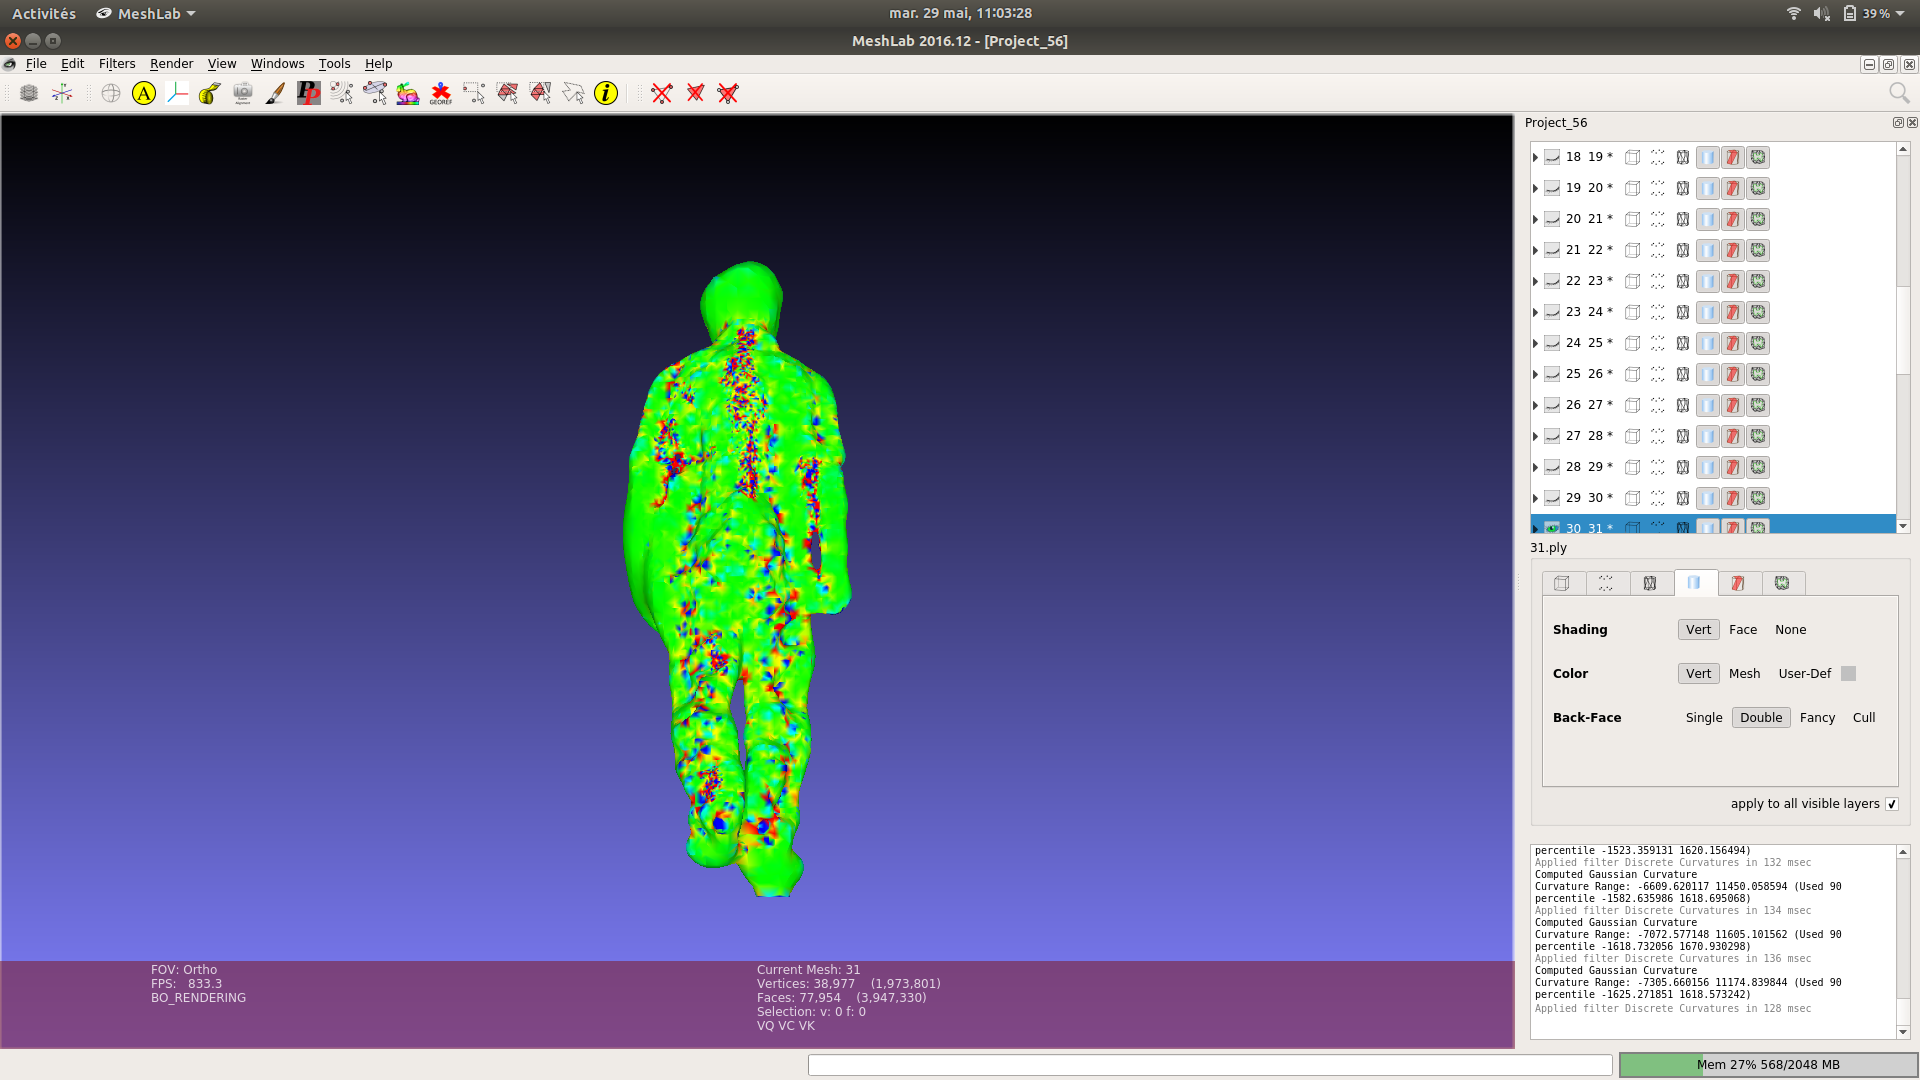 Activités MeshLab mar. 29 mai, 11:03:28 39 %
MeshLab 2016.12 - [Project_56]
File Edit Filters Render View Windows Tools Help
A PP GEOREF i
Project_56
18 19 *
19 20 *
20 21 *
21 22 *
22 23 *
23 24 *
24 25 *
25 26 *
26 27 *
27 28 *
28 29 *
29 30 *
30 31 *
31.ply
Shading Vert Face None
Color Vert Mesh User-Def
Back-Face Single Double Fancy Cull
apply to all visible layers
percentile -1523.359131 1620.156494)
Applied filter Discrete Curvatures in 132 msec
Computed Gaussian Curvature
Curvature Range: -6609.620117 11450.058594 (Used 90
percentile -1582.635986 1618.695068)
Applied filter Discrete Curvatures in 134 msec
Computed Gaussian Curvature
Curvature Range: -7072.577148 11605.101562 (Used 90
percentile -1618.732056 1670.930298)
Applied filter Discrete Curvatures in 136 msec
Computed Gaussian Curvature
Curvature Range: -7305.660156 11174.839844 (Used 90
percentile -1625.271851 1618.573242)
Applied filter Discrete Curvatures in 128 msec
FOV: Ortho
FPS: 833.3
BO_RENDERING
Current Mesh: 31
Vertices: 38,977 (1,973,801)
Faces: 77,954 (3,947,330)
Selection: v: 0 f: 0
VQ VC VK
Mem 27% 568/2048 MB